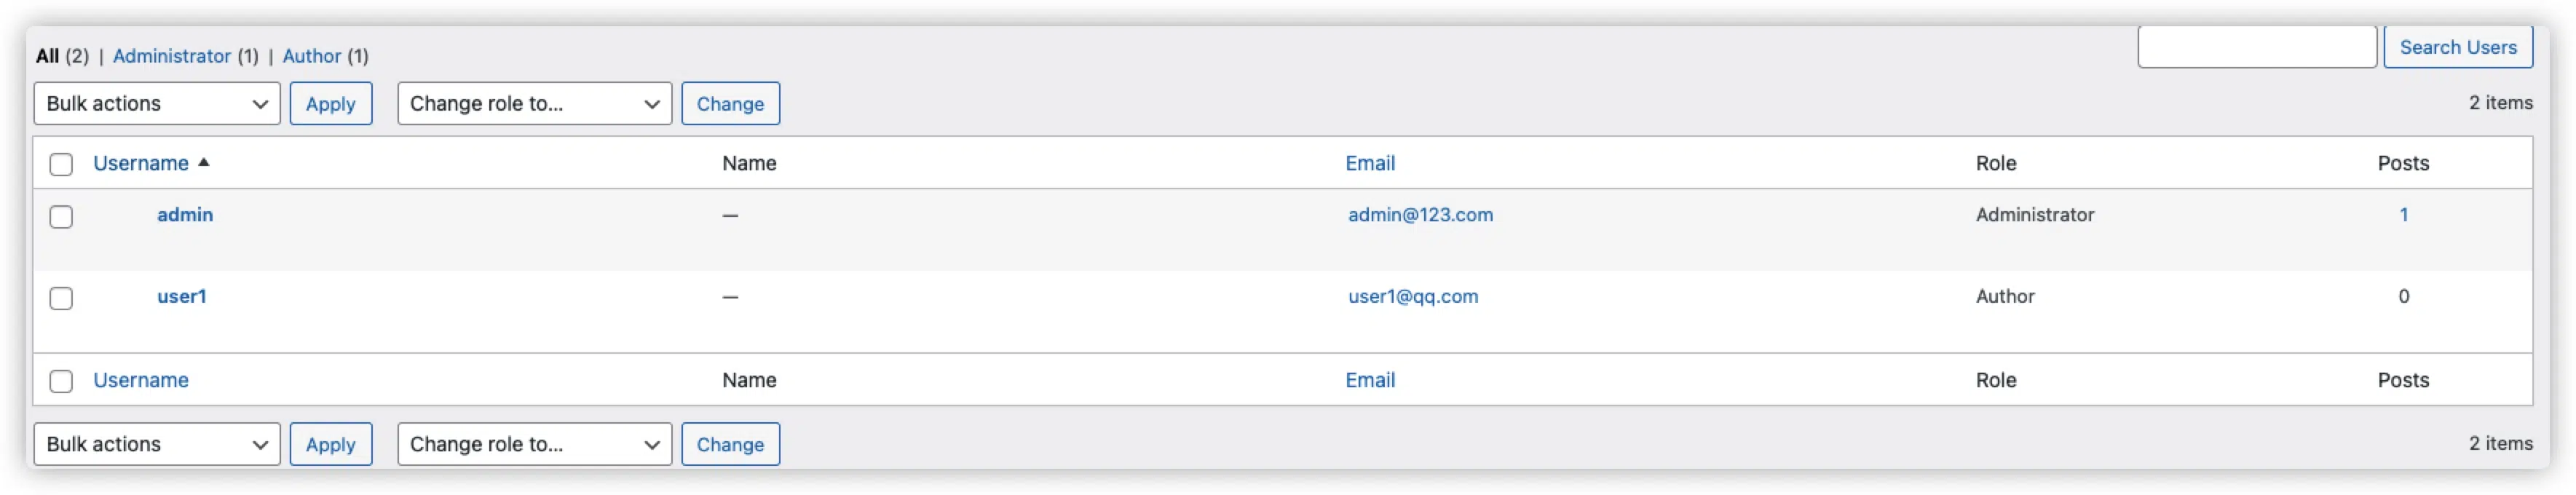 All (2) | Administrator (1) | Author (1)
Search Users
Bulk actions Apply Change role to... Change 2 items
Username ▲ Name Email Role Posts
admin — admin@123.com Administrator 1
user1 — user1@qq.com Author 0
Username Name Email Role Posts
Bulk actions Apply Change role to... Change 2 items